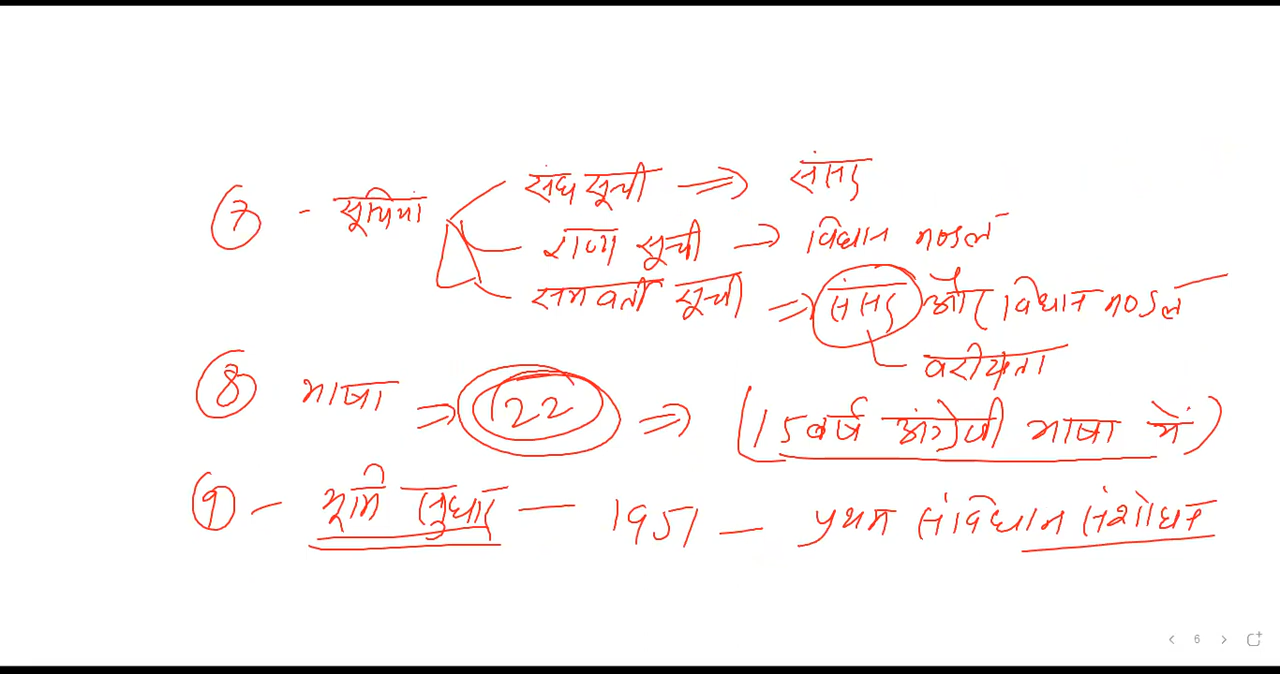 ⑦ - सूचियां संघ सूची ⇒ संसद
राज्य सूची → विधान मण्डल
समवर्ती सूची ⇒ संसद और विधान मण्डल
वरीयता
⑧ भाषा ⇒ 22 ⇒ (15 वर्ष अंग्रेजी भाषा में)
⑨ - भूमि सुधार - 1951 - प्रथम संविधान संशोधन
6